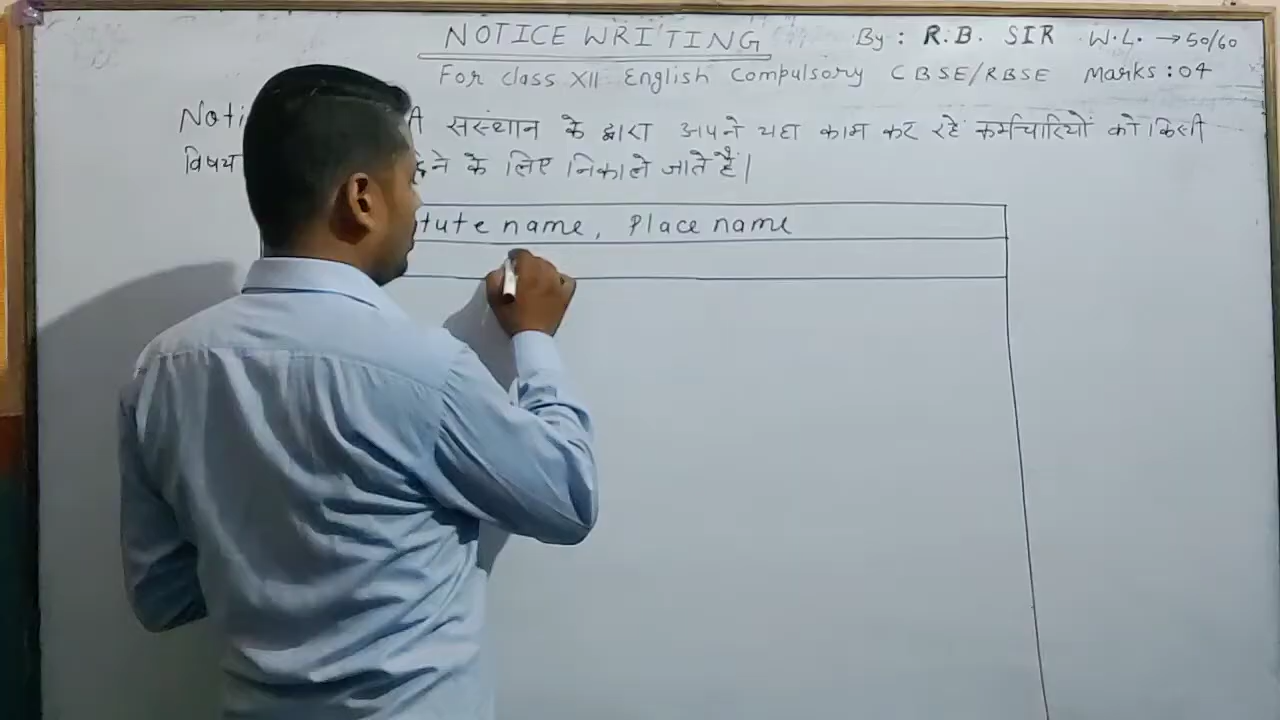 NOTICE WRITING By : R.B. SIR W.L. → 50/60
For class XII English Compulsory CBSE/RBSE Marks : 04
Noti A संस्थान के द्वारा अपने यहा काम कर रहे कर्मचारियों को किसी
विषय देने के लिए निकाले जाते है।
tute name, Place name